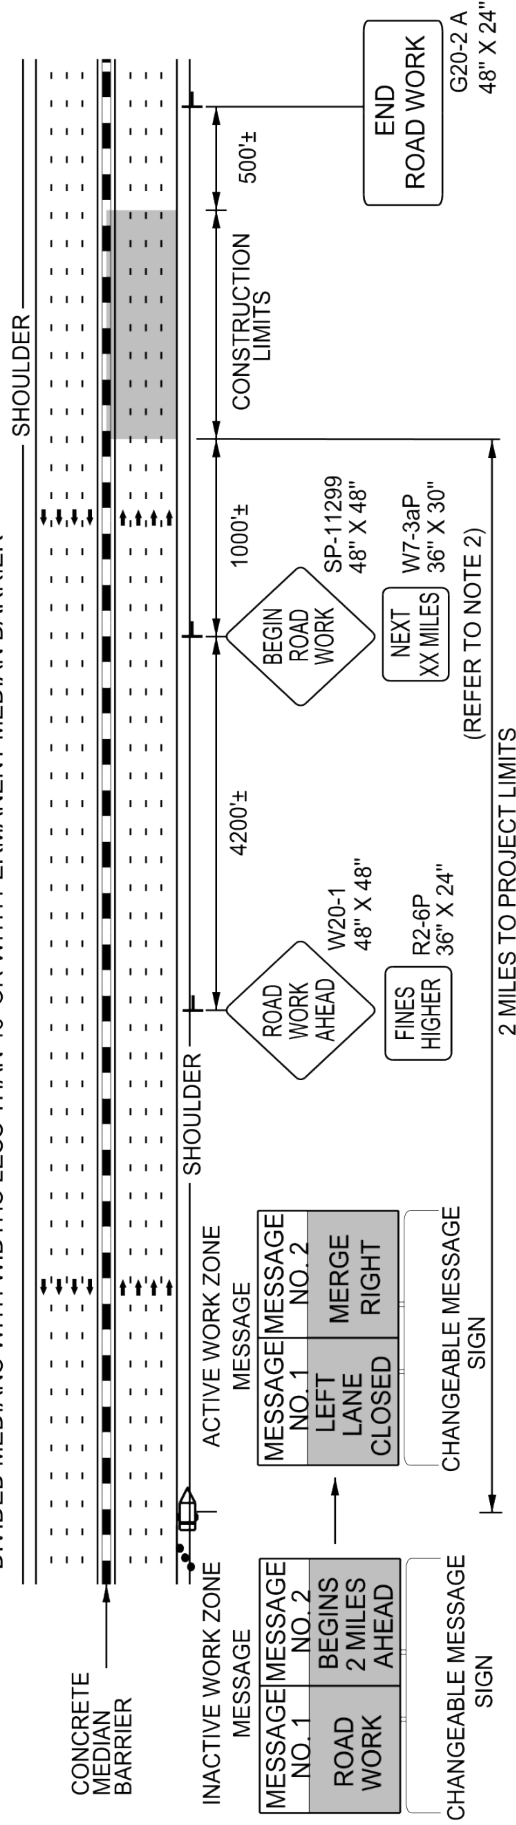 DIVIDED MEDIANS WITH WIDTHS LESS THAN 40' OR WITH PERMANENT MEDIAN BARRIER
SHOULDER
CONCRETE
MEDIAN
BARRIER
SHOULDER
INACTIVE WORK ZONE
MESSAGE
MESSAGE
NO. 1
ROAD
WORK
MESSAGE
NO. 2
BEGINS
2 MILES
AHEAD
CHANGEABLE MESSAGE
SIGN
ACTIVE WORK ZONE
MESSAGE
MESSAGE
NO. 1
LEFT
LANE
CLOSED
MESSAGE
NO. 2
MERGE
RIGHT
CHANGEABLE MESSAGE
SIGN
4200'±
1000'±
CONSTRUCTION
LIMITS
500'±
ROAD
WORK
AHEAD
W20-1
48" X 48"
FINES
HIGHER
R2-6P
36" X 24"
BEGIN
ROAD
WORK
SP-11299
48" X 48"
NEXT
XX MILES
W7-3aP
36" X 30"
END
ROAD WORK
G20-2 A
48" X 24"
(REFER TO NOTE 2)
2 MILES TO PROJECT LIMITS